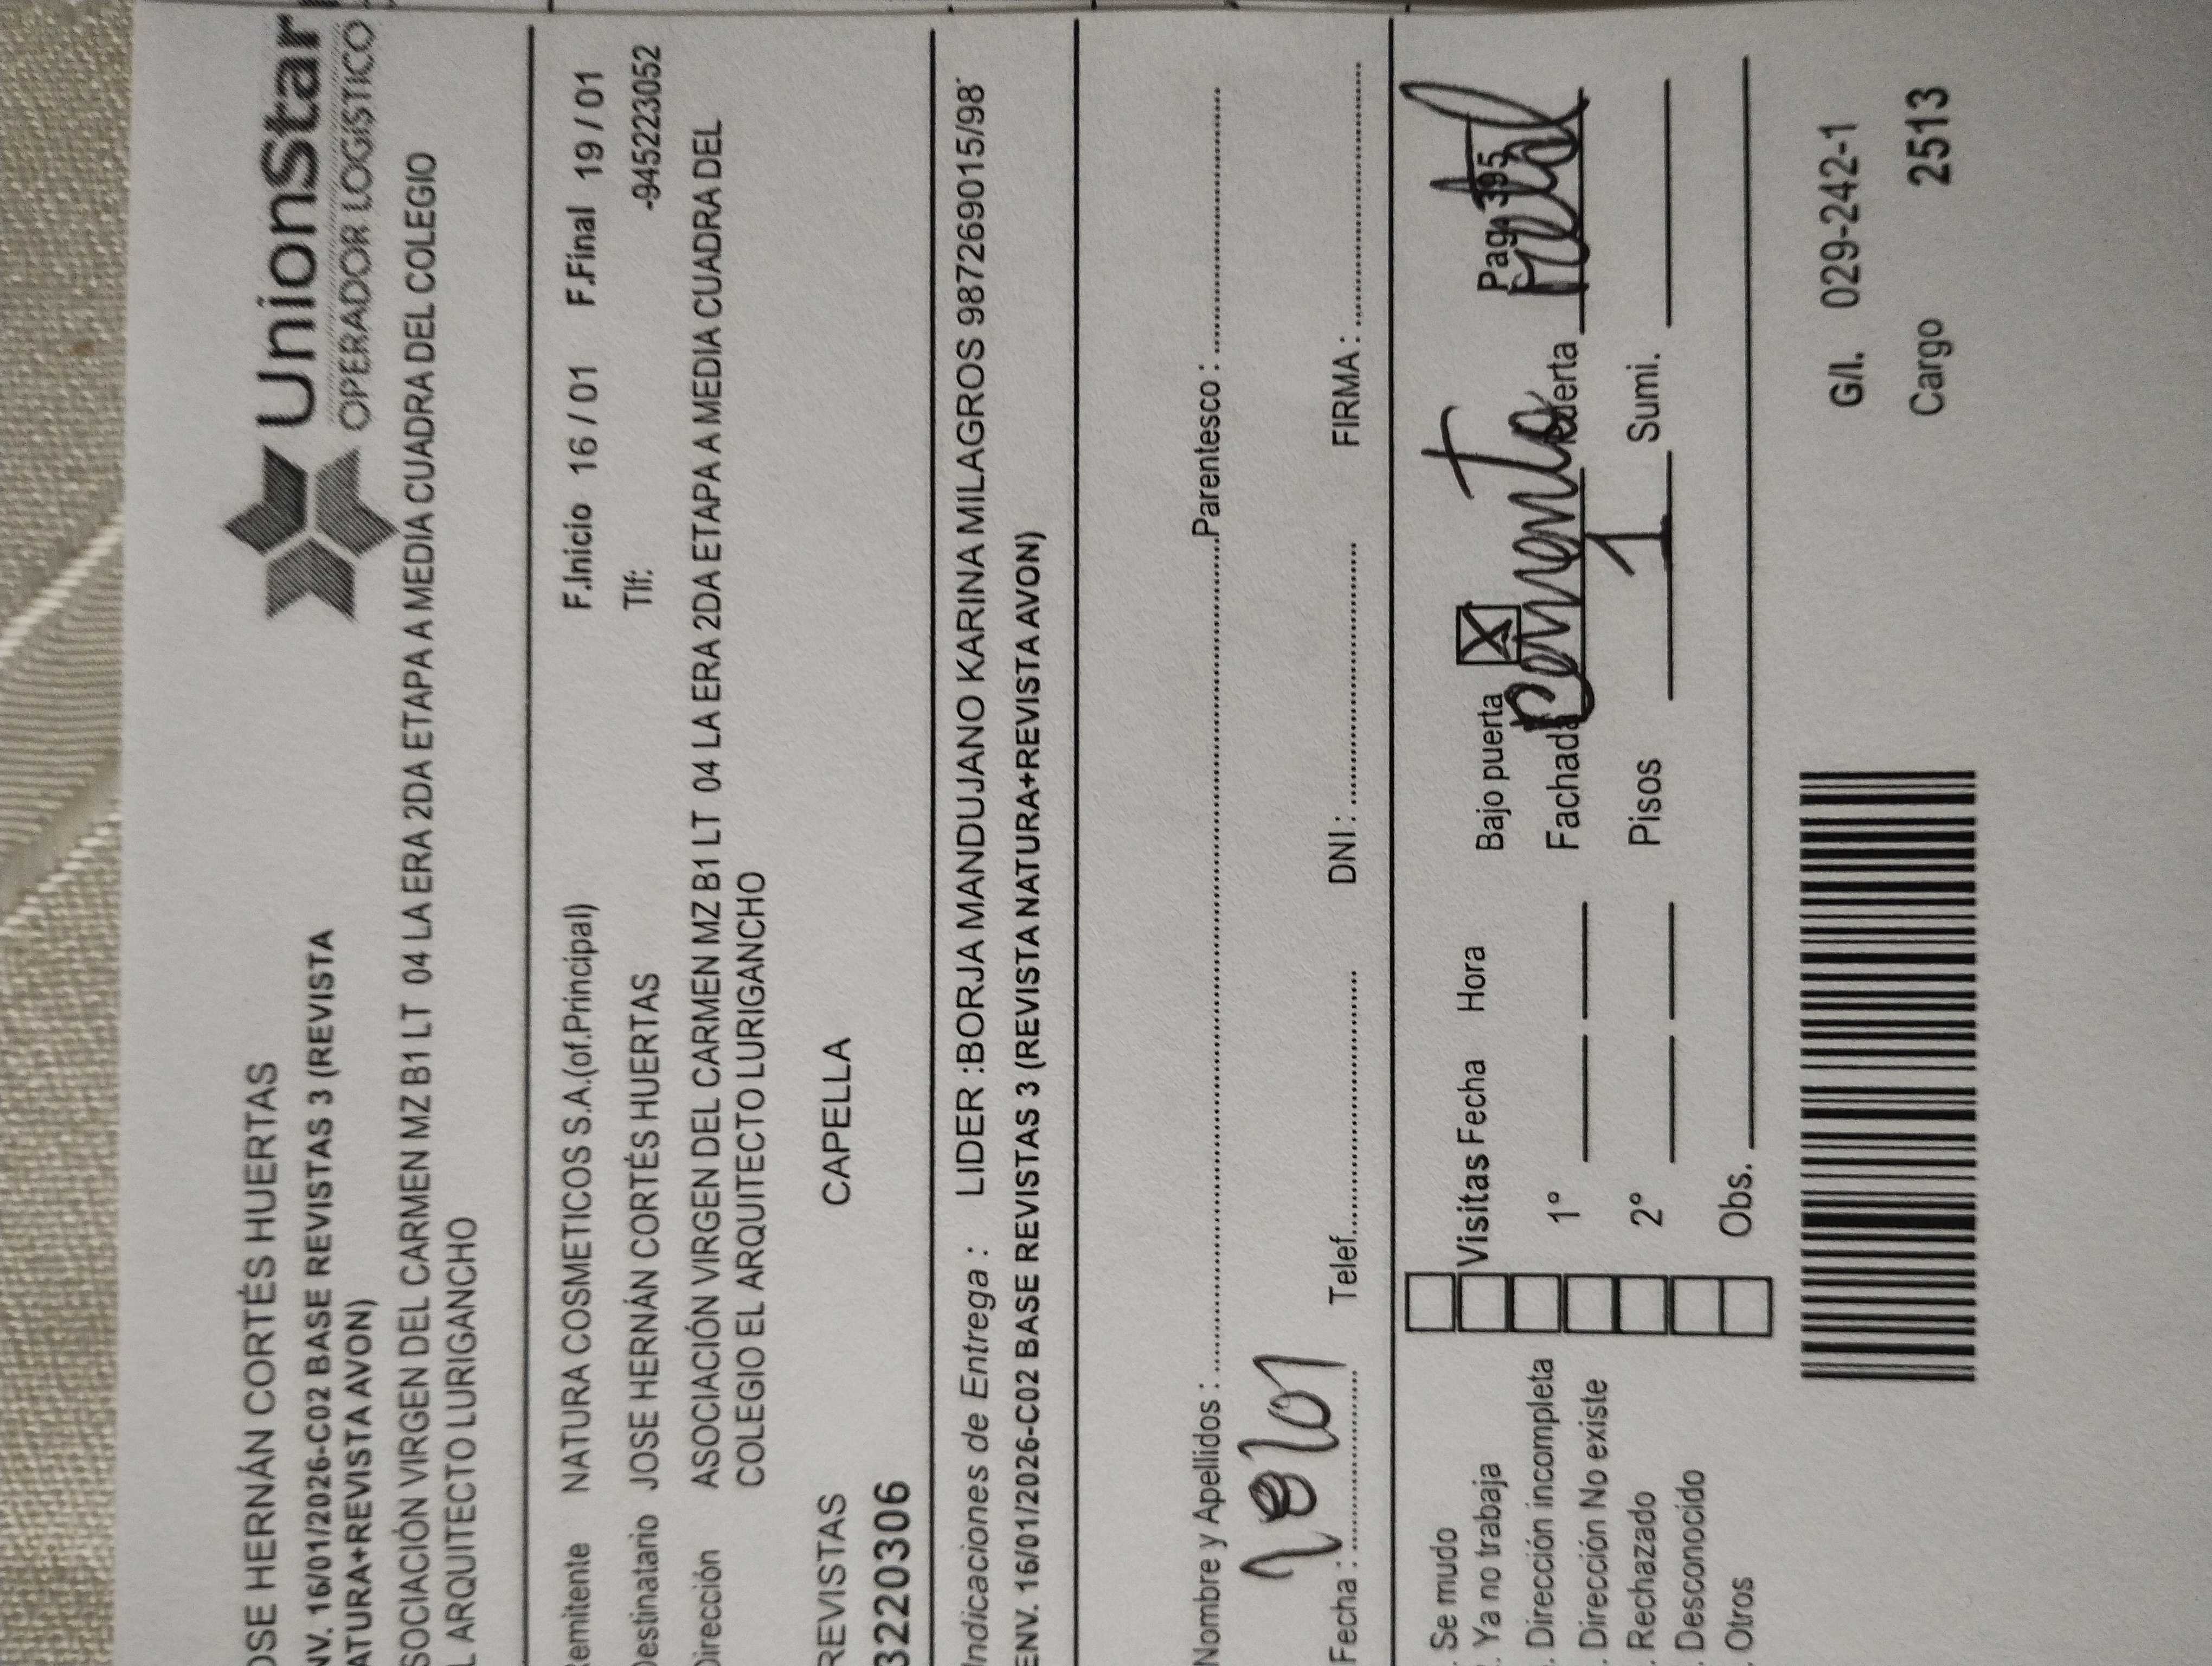 OSE HERNÁN CORTÉS HUERTAS
NV. 16/01/2026-C02 BASE REVISTAS 3 (REVISTA
ATURA+REVISTA AVON)
UnionStar
OPERADOR LOGÍSTICO
SOCIACIÓN VIRGEN DEL CARMEN MZ B1 LT 04 LA ERA 2DA ETAPA A MEDIA CUADRA DEL COLEGIO
L ARQUITECTO LURIGANCHO
emitente NATURA COSMETICOS S.A.(of.Principal) F.Inicio 16 / 01 F.Final 19 / 01
Destinatario JOSE HERNÁN CORTÉS HUERTAS Tlf: -945223052
Dirección ASOCIACIÓN VIRGEN DEL CARMEN MZ B1 LT 04 LA ERA 2DA ETAPA A MEDIA CUADRA DEL
COLEGIO EL ARQUITECTO LURIGANCHO
REVISTAS CAPELLA
3220306
Indicaciones de Entrega : LIDER :BORJA MANDUJANO KARINA MILAGROS 987269015/98
ENV. 16/01/2026-C02 BASE REVISTAS 3 (REVISTA NATURA+REVISTA AVON)
Nombre y Apellidos : Parentesco :
Fecha : Telef. DNI : FIRMA :
. Se mudo
. Ya no trabaja
. Dirección incompleta
. Dirección No existe
. Rechazado
. Desconocido
. Otros
Visitas Fecha Hora Bajo puerta X Pag. 395
1° Fachada Cemento Puerta Metal
2° Pisos 1 Sumi.
Obs.
G/I. 029-242-1
Cargo 2513